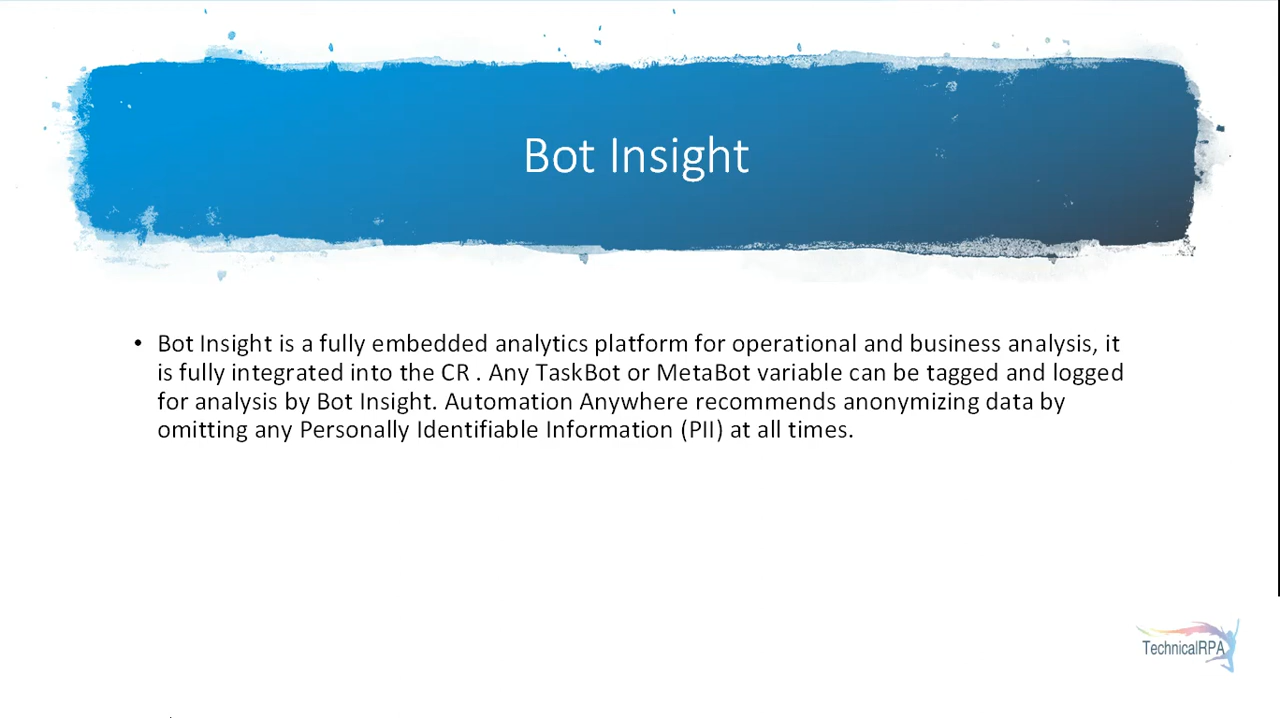 Bot Insight
• Bot Insight is a fully embedded analytics platform for operational and business analysis, it
is fully integrated into the CR . Any TaskBot or MetaBot variable can be tagged and logged
for analysis by Bot Insight. Automation Anywhere recommends anonymizing data by
omitting any Personally Identifiable Information (PII) at all times.
TechnicalRPA